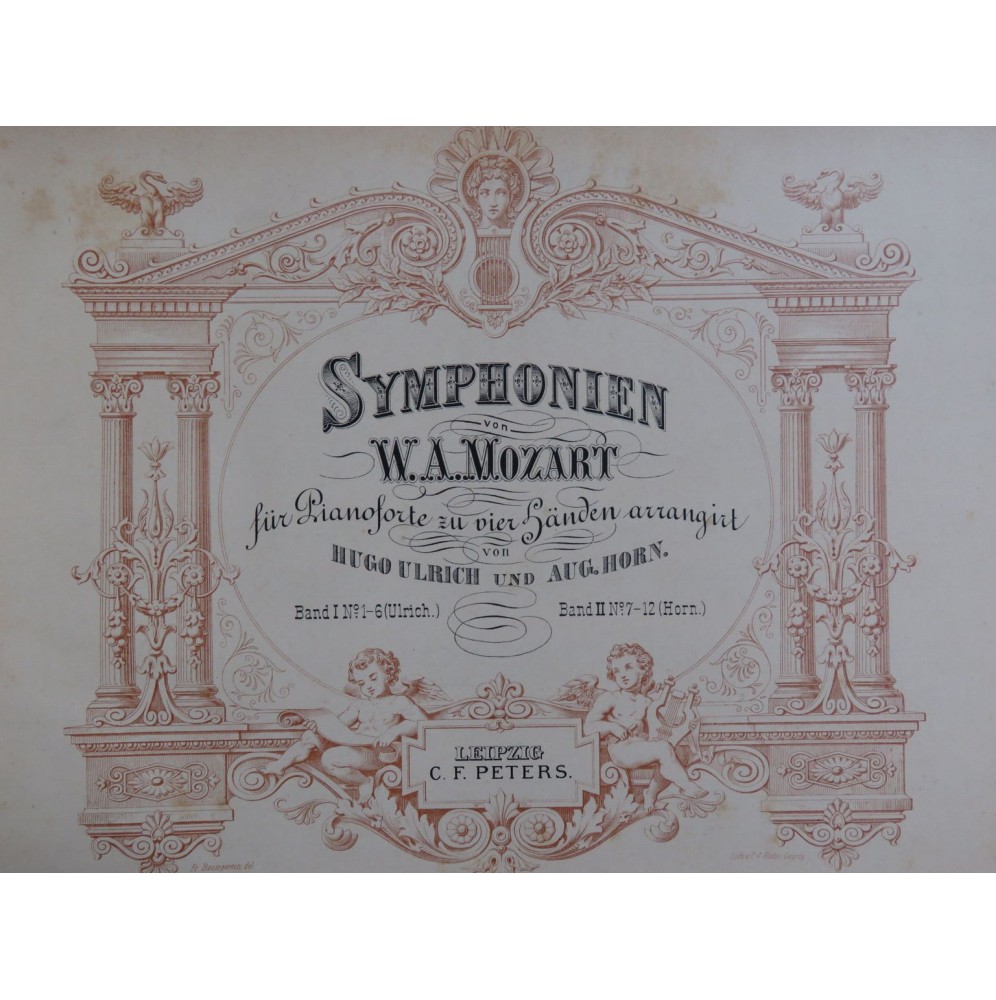 SYMPHONIEN
von
W. A. MOZART
für Pianoforte zu vier Händen arrangirt
von
HUGO ULRICH UND AUG. HORN.
Band I Nº 1-6 (Ulrich.) Band II Nº 7-12 (Horn.)
LEIPZIG
C. F. PETERS.